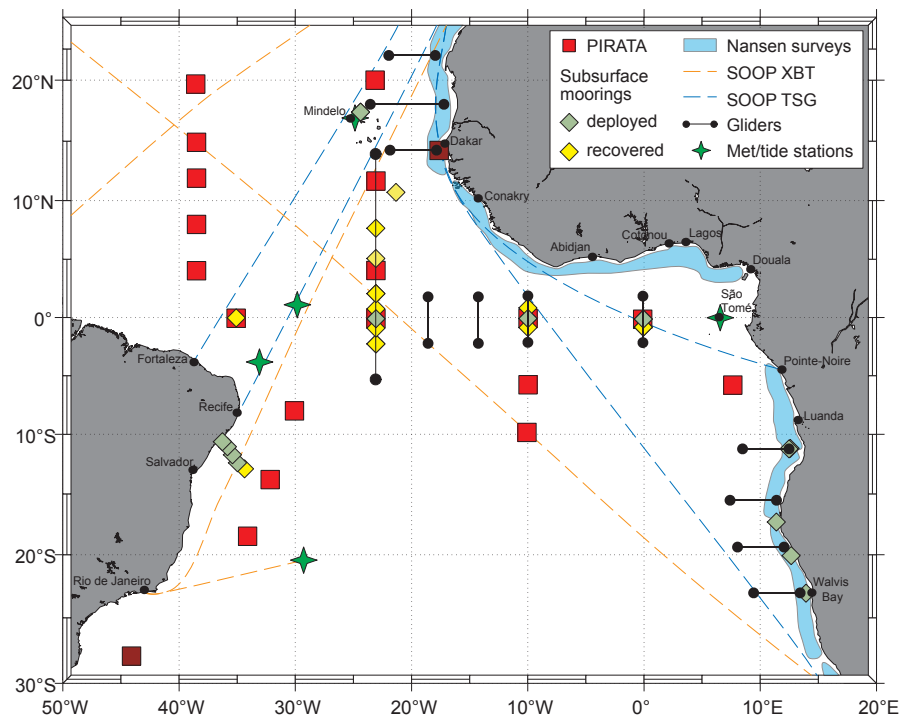 PIRATA
Subsurface
moorings
deployed
recovered
Nansen surveys
SOOP XBT
SOOP TSG
Gliders
Met/tide stations
20°N
10°N
0°
10°S
20°S
30°S
Mindelo
Dakar
Conakry
Abidjan
Cotonou
Lagos
Douala
São
Tomé
Fortaleza
Pointe-Noire
Recife
Luanda
Salvador
Rio de Janeiro
Walvis
Bay
50°W
40°W
30°W
20°W
10°W
0°
10°E
20°E